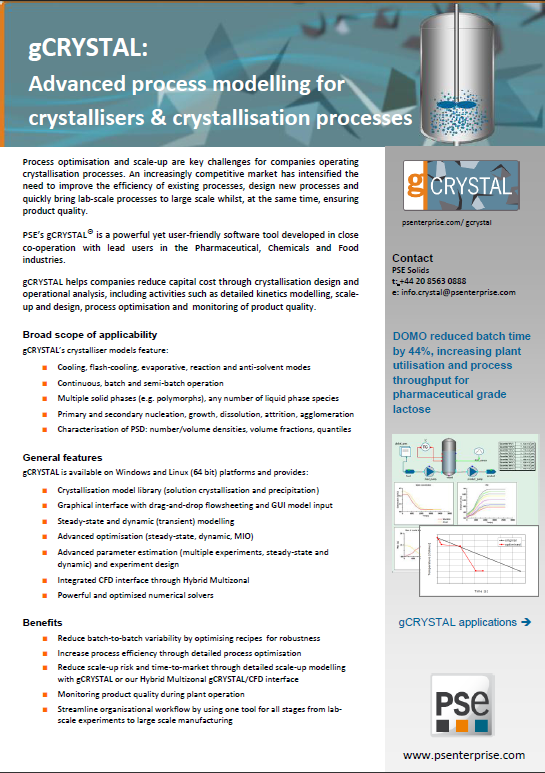 gCRYSTAL:
Advanced process modelling for
crystallisers & crystallisation processes
Process optimisation and scale-up are key challenges for companies operating
crystallisation processes. An increasingly competitive market has intensified the
need to improve the efficiency of existing processes, design new processes and
quickly bring lab-scale processes to large scale whilst, at the same time, ensuring
product quality.
PSE's gCRYSTAL® is a powerful yet user-friendly software tool developed in close
co-operation with lead users in the Pharmaceutical, Chemicals and Food
industries.
gCRYSTAL helps companies reduce capital cost through crystallisation design and
operational analysis, including activities such as detailed kinetics modelling, scale-
up and design, process optimisation and monitoring of product quality.
Broad scope of applicability
gCRYSTAL's crystalliser models feature:
■ Cooling, flash-cooling, evaporative, reaction and anti-solvent modes
■ Continuous, batch and semi-batch operation
■ Multiple solid phases (e.g. polymorphs), any number of liquid phase species
■ Primary and secondary nucleation, growth, dissolution, attrition, agglomeration
■ Characterisation of PSD: number/volume densities, volume fractions, quantiles
General features
gCRYSTAL is available on Windows and Linux (64 bit) platforms and provides:
■ Crystallisation model library (solution crystallisation and precipitation)
■ Graphical interface with drag-and-drop flowsheeting and GUI model input
■ Steady-state and dynamic (transient) modelling
■ Advanced optimisation (steady-state, dynamic, MIO)
■ Advanced parameter estimation (multiple experiments, steady-state and
dynamic) and experiment design
■ Integrated CFD interface through Hybrid Multizonal
■ Powerful and optimised numerical solvers
Benefits
■ Reduce batch-to-batch variability by optimising recipes for robustness
■ Increase process efficiency through detailed process optimisation
■ Reduce scale-up risk and time-to-market through detailed scale-up modelling
with gCRYSTAL or our Hybrid Multizonal gCRYSTAL/CFD interface
■ Monitoring product quality during plant operation
■ Streamline organisational workflow by using one tool for all stages from lab-
scale experiments to large scale manufacturing
gCRYSTAL
psenterprise.com/ gcrystal
Contact
PSE Solids
t: +44 20 8563 0888
e: info.crystal@psenterprise.com
DOMO reduced batch time
by 44%, increasing plant
utilisation and process
throughput for
pharmaceutical grade
lactose
gCRYSTAL applications →
PSe
www.psenterprise.com